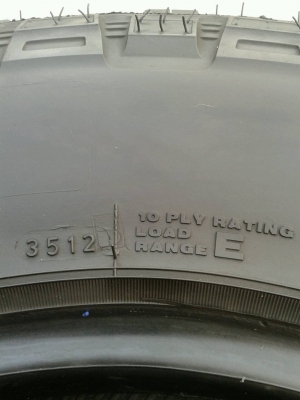 3512
10 PLY RATING
LOAD
RANGE E